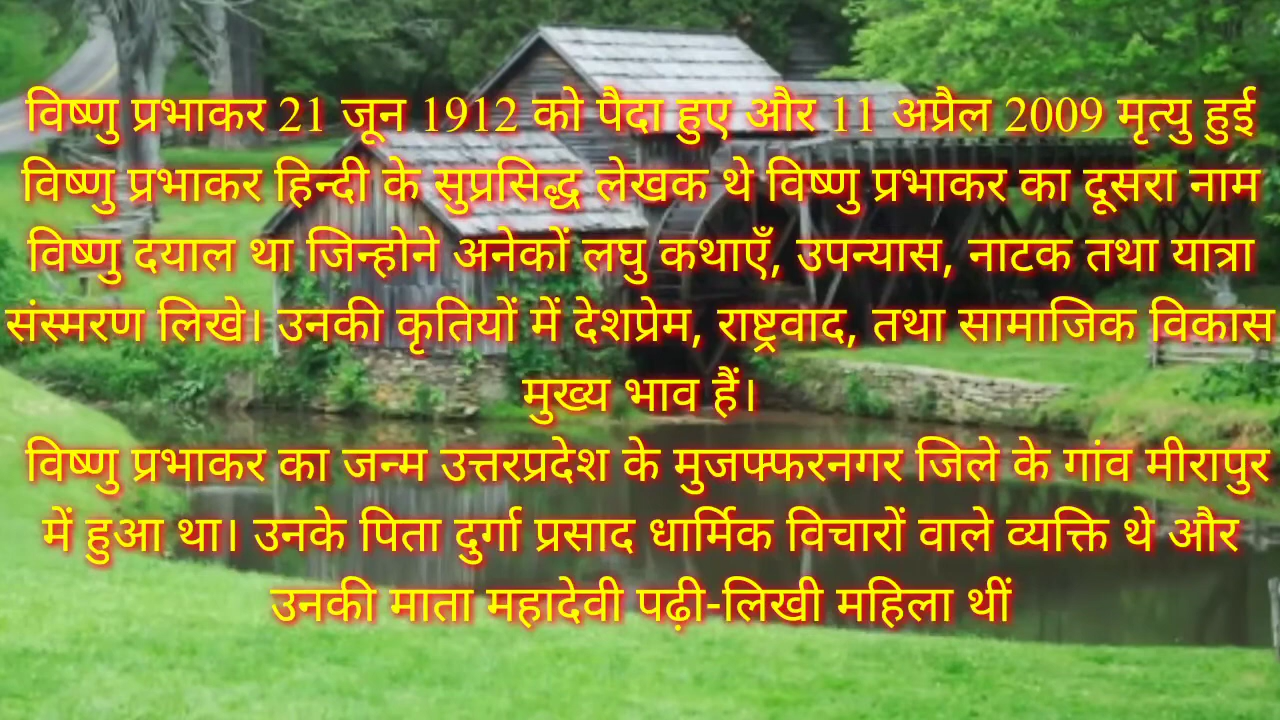 विष्णु प्रभाकर 21 जून 1912 को पैदा हुए और 11 अप्रैल 2009 मृत्यु हुई
विष्णु प्रभाकर हिन्दी के सुप्रसिद्ध लेखक थे विष्णु प्रभाकर का दूसरा नाम
विष्णु दयाल था जिन्होने अनेकों लघु कथाएँ, उपन्यास, नाटक तथा यात्रा
संस्मरण लिखे। उनकी कृतियों में देशप्रेम, राष्ट्रवाद, तथा सामाजिक विकास
मुख्य भाव हैं।
विष्णु प्रभाकर का जन्म उत्तरप्रदेश के मुजफ्फरनगर जिले के गांव मीरापुर
में हुआ था। उनके पिता दुर्गा प्रसाद धार्मिक विचारों वाले व्यक्ति थे और
उनकी माता महादेवी पढ़ी-लिखी महिला थीं